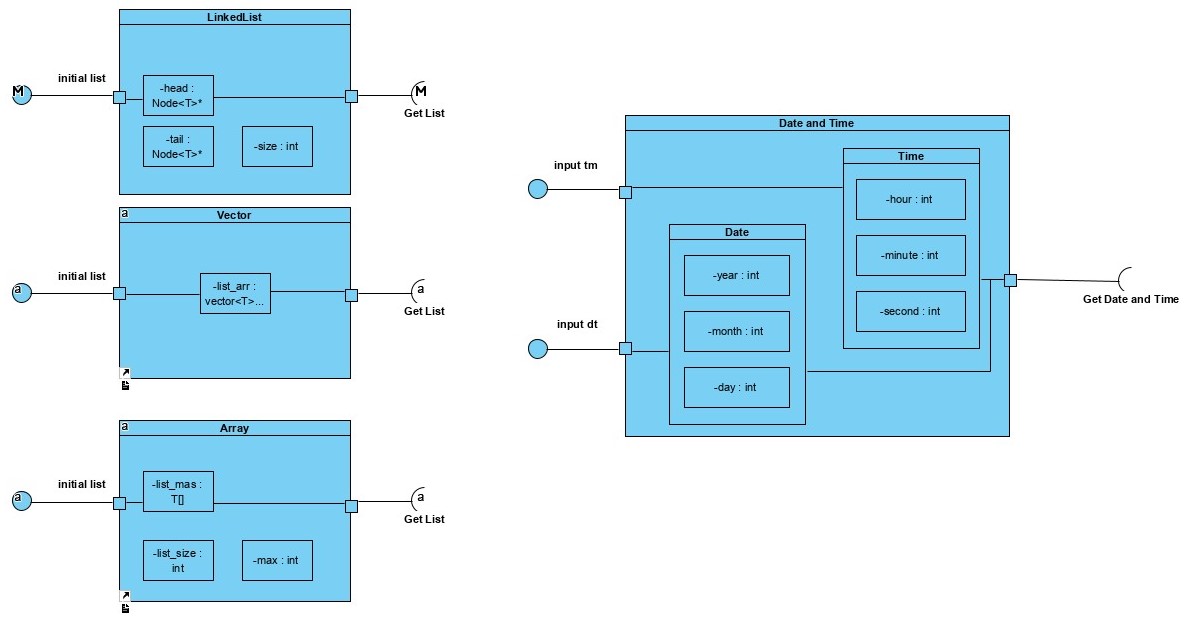 LinkedList
initial list
M
-head :
Node<T>*
M
Get List
-tail :
Node<T>*
-size : int
a
Vector
initial list
a
-list_arr :
vector<T>...
a
Get List
a
Array
initial list
a
-list_mas :
T[]
a
Get List
-list_size :
int
-max : int
Date and Time
input tm
Time
-hour : int
-minute : int
-second : int
Date
-year : int
-month : int
-day : int
input dt
Get Date and Time